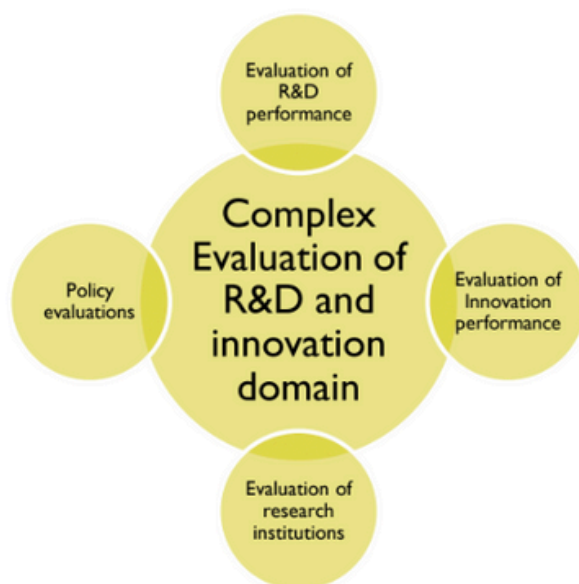 Evaluation of
R&D
performance
Complex
Evaluation of
R&D and
innovation
domain
Policy
evaluations
Evaluation of
Innovation
performance
Evaluation of
research
institutions